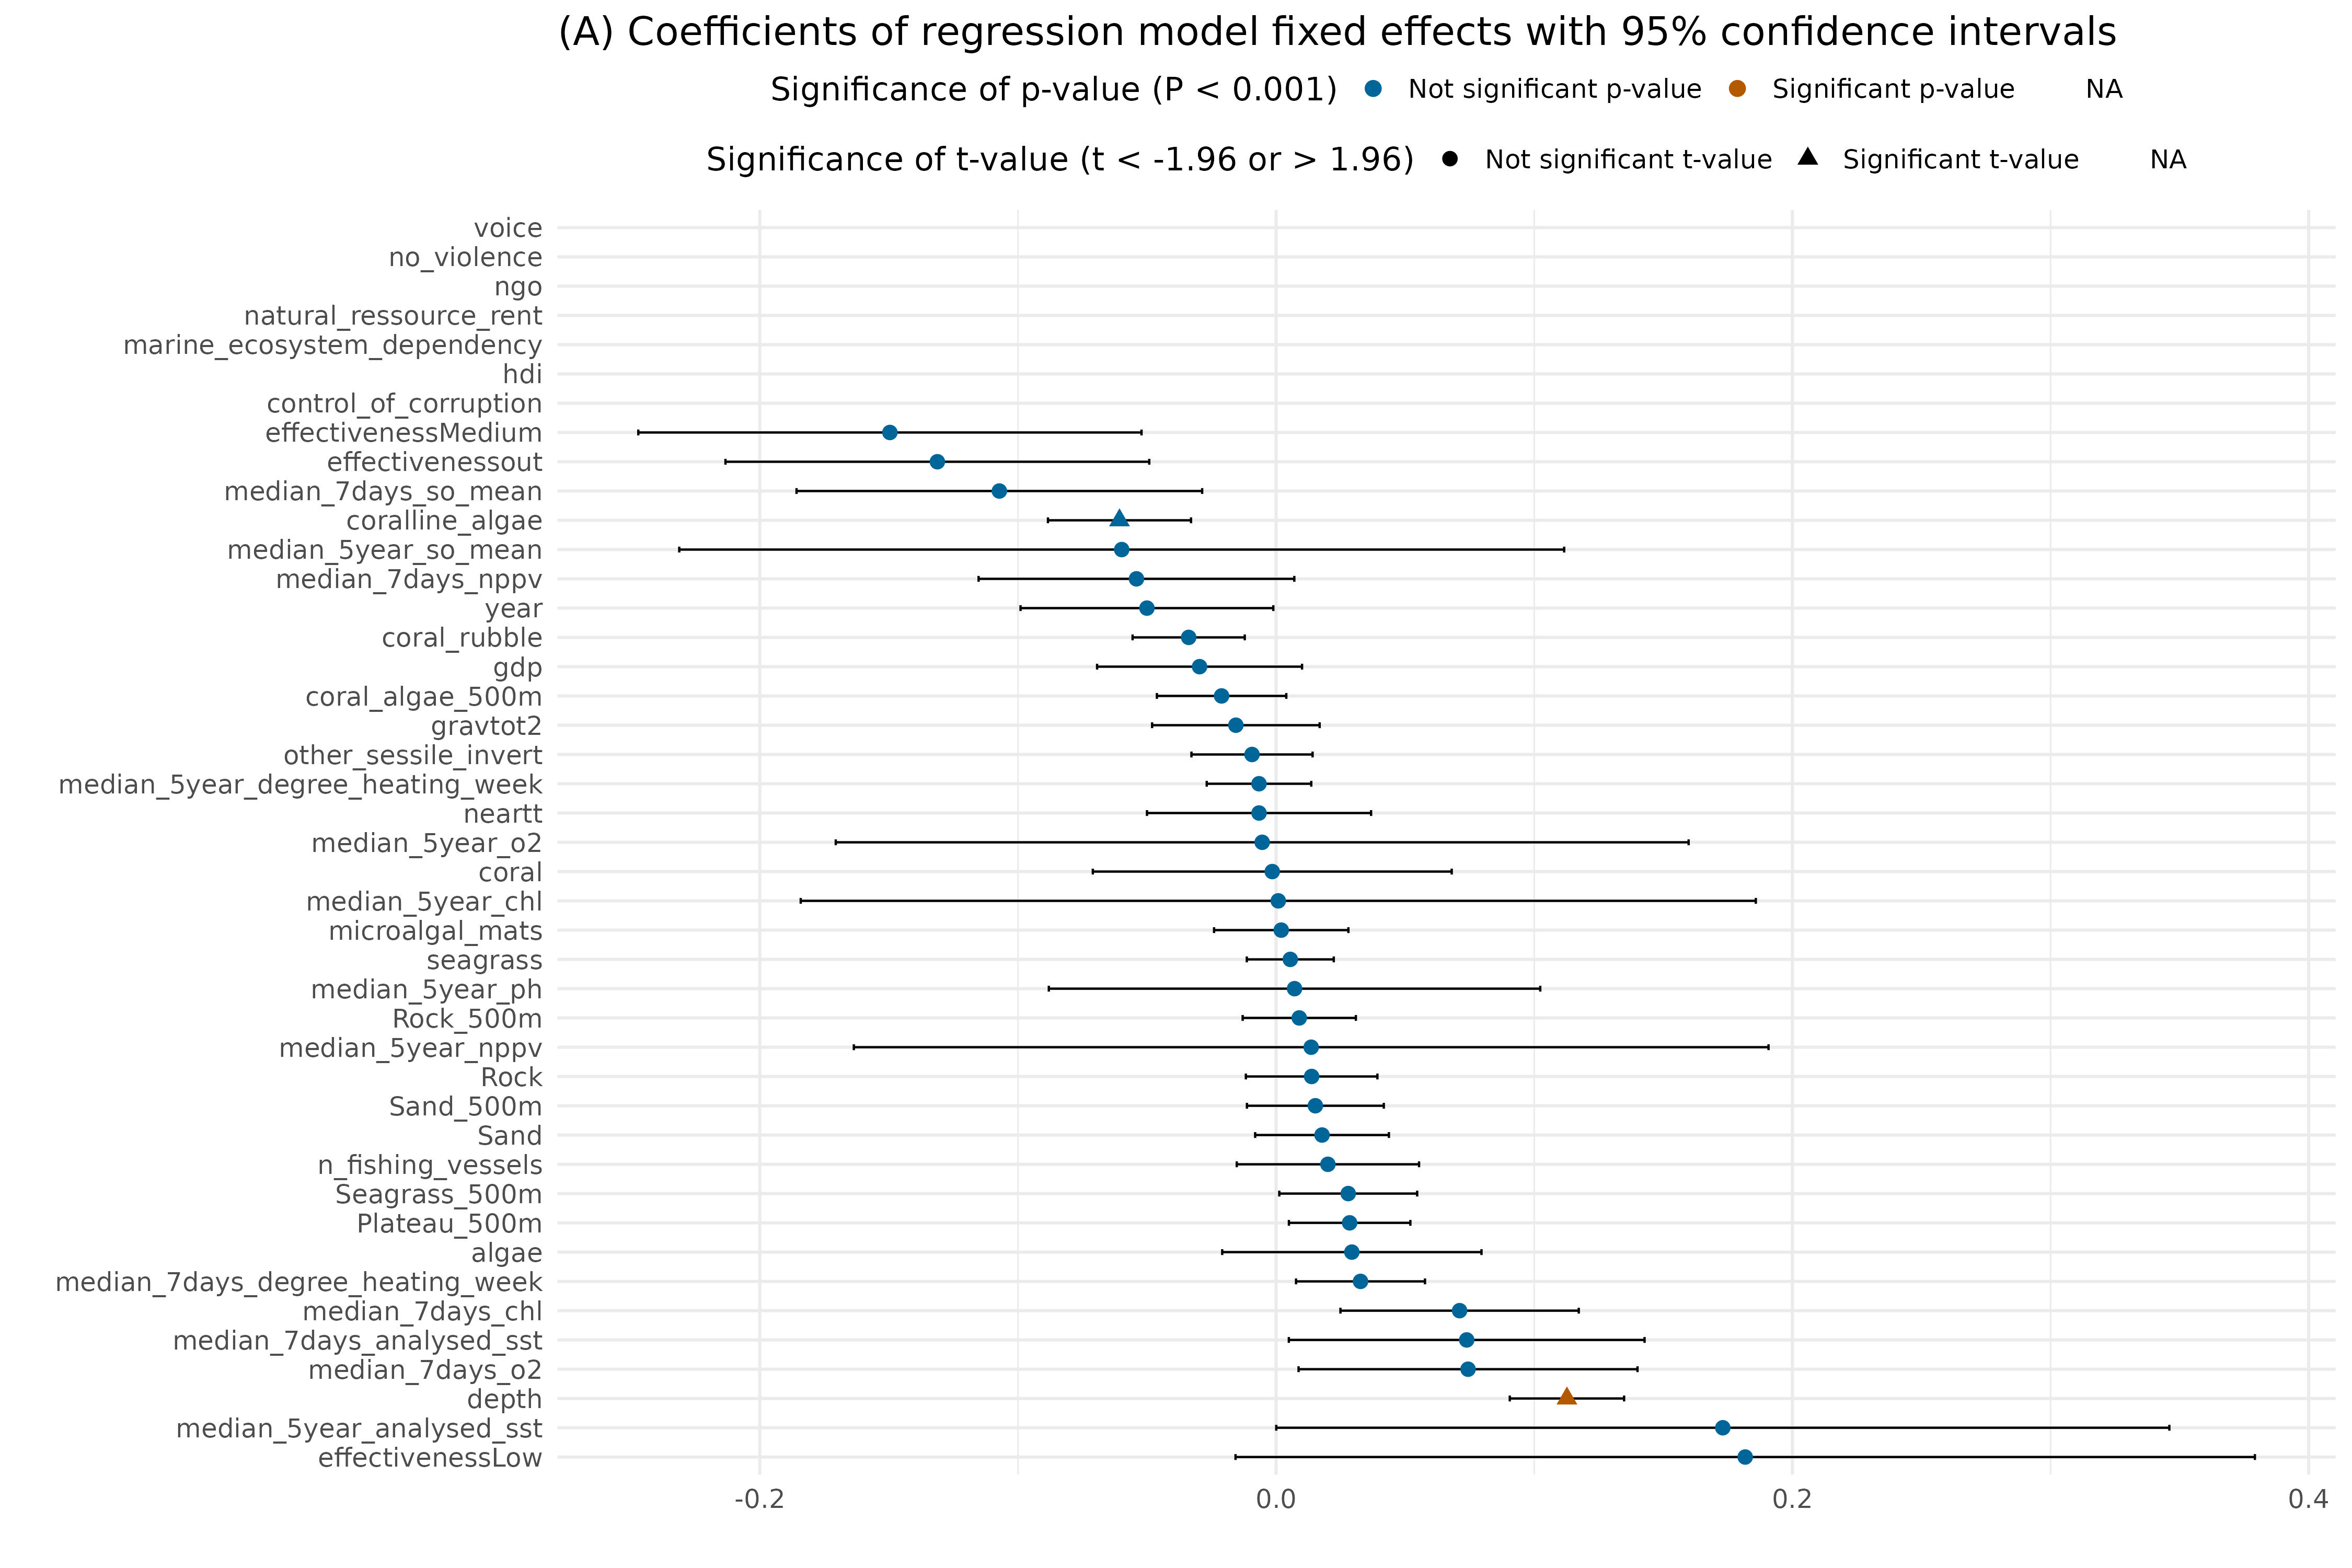 (A) Coefficients of regression model fixed effects with 95% confidence intervals
Significance of p-value (P < 0.001) Not significant p-value Significant p-value NA
Significance of t-value (t < -1.96 or > 1.96) Not significant t-value Significant t-value NA
voice
no_violence
ngo
natural_ressource_rent
marine_ecosystem_dependency
hdi
control_of_corruption
effectivenessMedium
effectivenessout
median_7days_so_mean
coralline_algae
median_5year_so_mean
median_7days_nppv
year
coral_rubble
gdp
coral_algae_500m
gravtot2
other_sessile_invert
median_5year_degree_heating_week
neartt
median_5year_o2
coral
median_5year_chl
microalgal_mats
seagrass
median_5year_ph
Rock_500m
median_5year_nppv
Rock
Sand_500m
Sand
n_fishing_vessels
Seagrass_500m
Plateau_500m
algae
median_7days_degree_heating_week
median_7days_chl
median_7days_analysed_sst
median_7days_o2
depth
median_5year_analysed_sst
effectivenessLow
-0.2 0.0 0.2 0.4